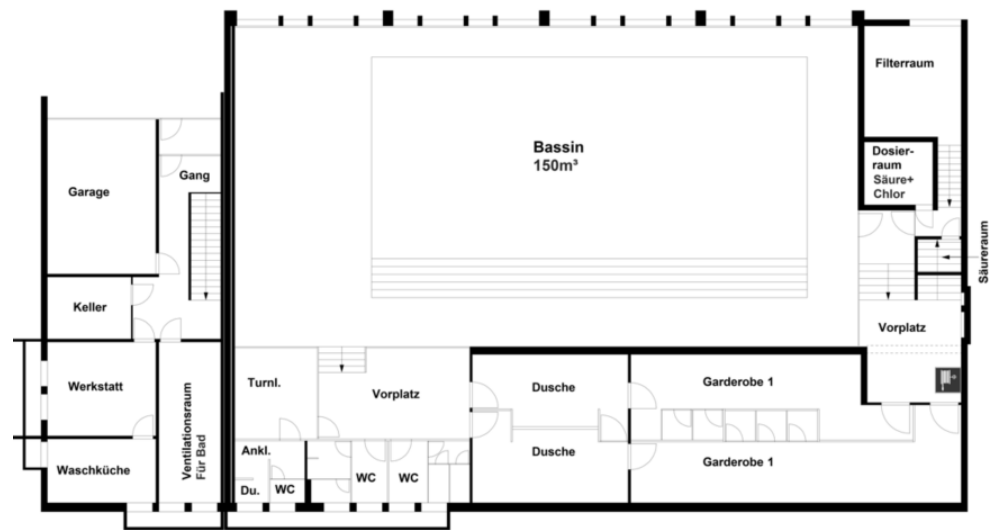 Filterraum
Bassin
150m³
Dosier-
raum
Säure+
Chlor
Gang
Garage
Säureraum
Keller
Vorplatz
Werkstatt
Ventilationsraum
Für Bad
Turnl.
Vorplatz
Dusche
Garderobe 1
Ankl.
Dusche
Garderobe 1
Waschküche
Du.
WC
WC
WC